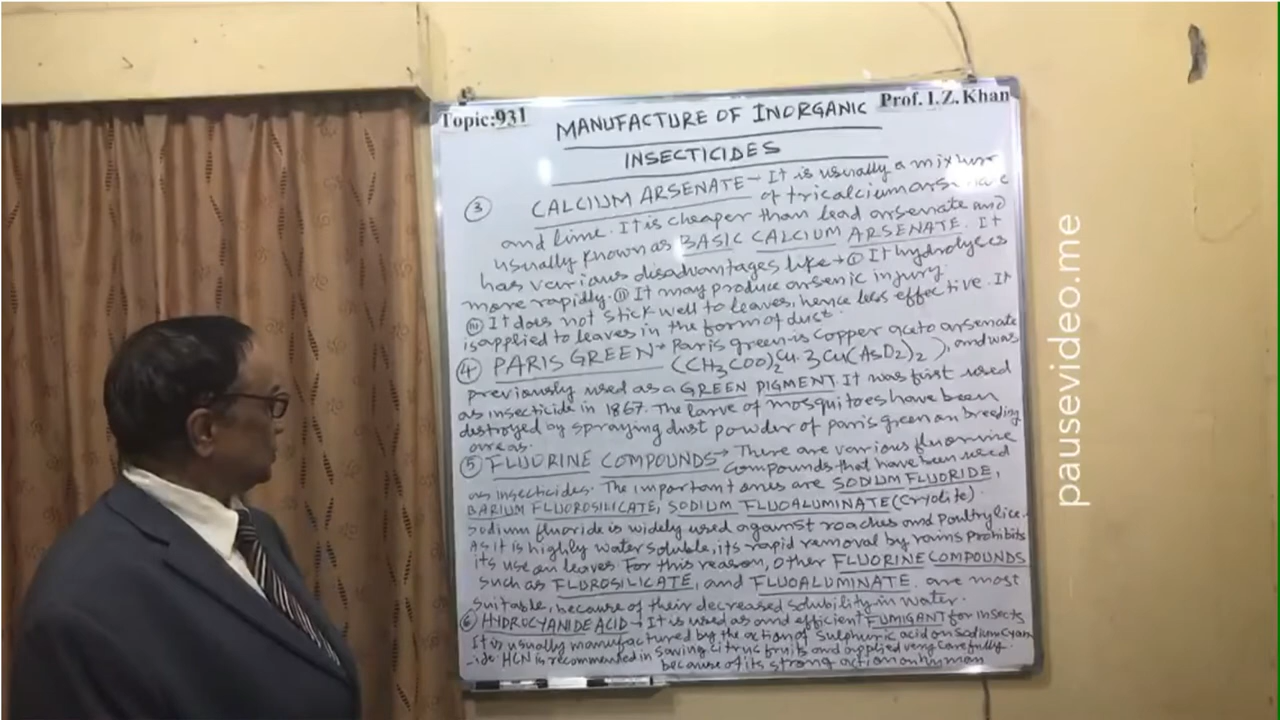 Topic:931
Prof. I.Z. Khan
MANUFACTURE OF INORGANIC
INSECTICIDES
③ CALCIUM ARSENATE → It is usually a mixture
of tricalcium arsenate
and lime. It is cheaper than lead arsenate and
usually known as BASIC CALCIUM ARSENATE. It
has various disadvantages like → ① It hydrolyses
more rapidly. ⓘⓘ It may produce arsenic injury.
ⓘⓘⓘ It does not stick well to leaves, hence less effective. It
is applied to leaves in the form of dust.
④ PARIS GREEN → Paris green is Copper aceto arsenate
(CH3COO)2Cu.3Cu(AsO2)2), and was
previously used as a GREEN PIGMENT. It was first used
as insecticide in 1867. The larve of mosquitoes have been
destroyed by spraying dust powder of paris green on breeding
areas.
⑤ FLUORINE COMPOUNDS → There are various fluorine
compounds that have been used
as insecticides. The important ones are SODIUM FLUORIDE,
BARIUM FLUOROSILICATE, SODIUM FLUOALUMINATE (Cryolite).
Sodium fluoride is widely used against roaches and poultry lice.
As it is highly water soluble, its rapid removal by rains prohibits
its use on leaves. For this reason, other FLUORINE COMPOUNDS
such as FLUROSILICATE, and FLUOALUMINATE. are most
suitable, because of their decreased solubility in water.
⑥ HYDROCYANIDE ACID → It is used as and efficient FUMIGANT for insects
It is usually manufactured by the action of Sulphuric acid on Sodium Cyan
-ide. HCN is recommented in saving citrus fruits and applied very carefully.
because of its strong action on human
pausevideo.me